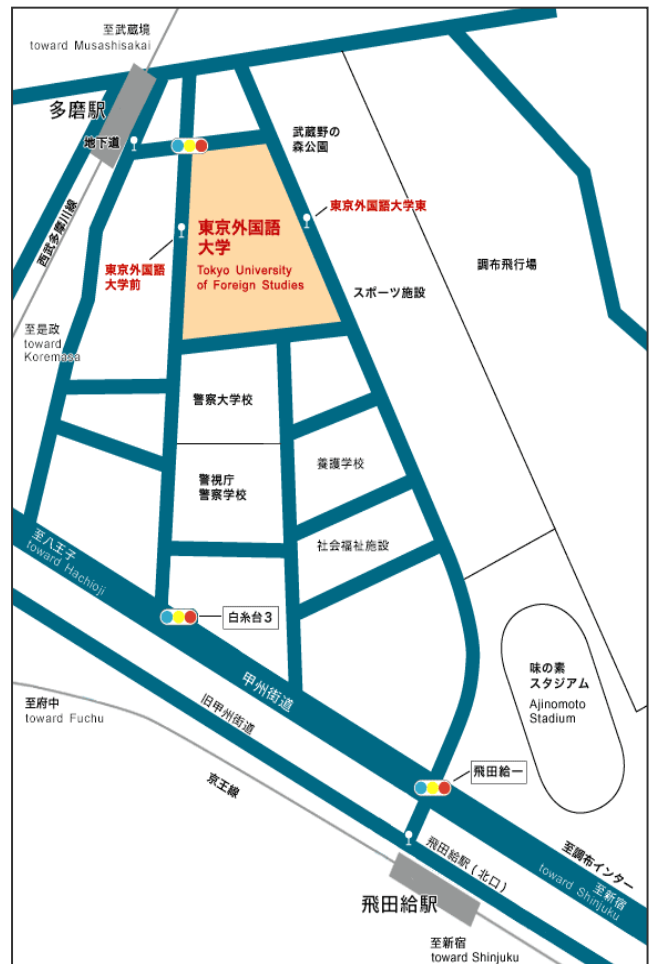 至武蔵境
toward Musashisakai
多磨駅
地下道
武蔵野の
森公園
西武多摩川線
東京外国語
大学
Tokyo University
of Foreign Studies
東京外国語大学東
東京外国語
大学前
調布飛行場
スポーツ施設
至是政
toward
Koremasa
警察大学校
養護学校
警視庁
警察学校
社会福祉施設
至八王子
toward Hachioji
白糸台3
味の素
スタジアム
Ajinomoto
Stadium
甲州街道
至府中
toward Fuchu
旧甲州街道
京王線
飛田給一
飛田給駅(北口)
至調布インター
至新宿
toward Shinjuku
飛田給駅
至新宿
toward Shinjuku